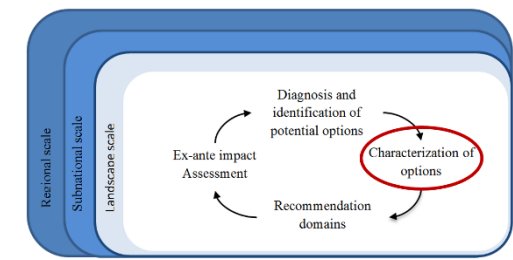 Regional scale
Subnational scale
Landscape scale
Diagnosis and
identification of
potential options
Characterization of
options
Recommendation
domains
Ex-ante impact
Assessment